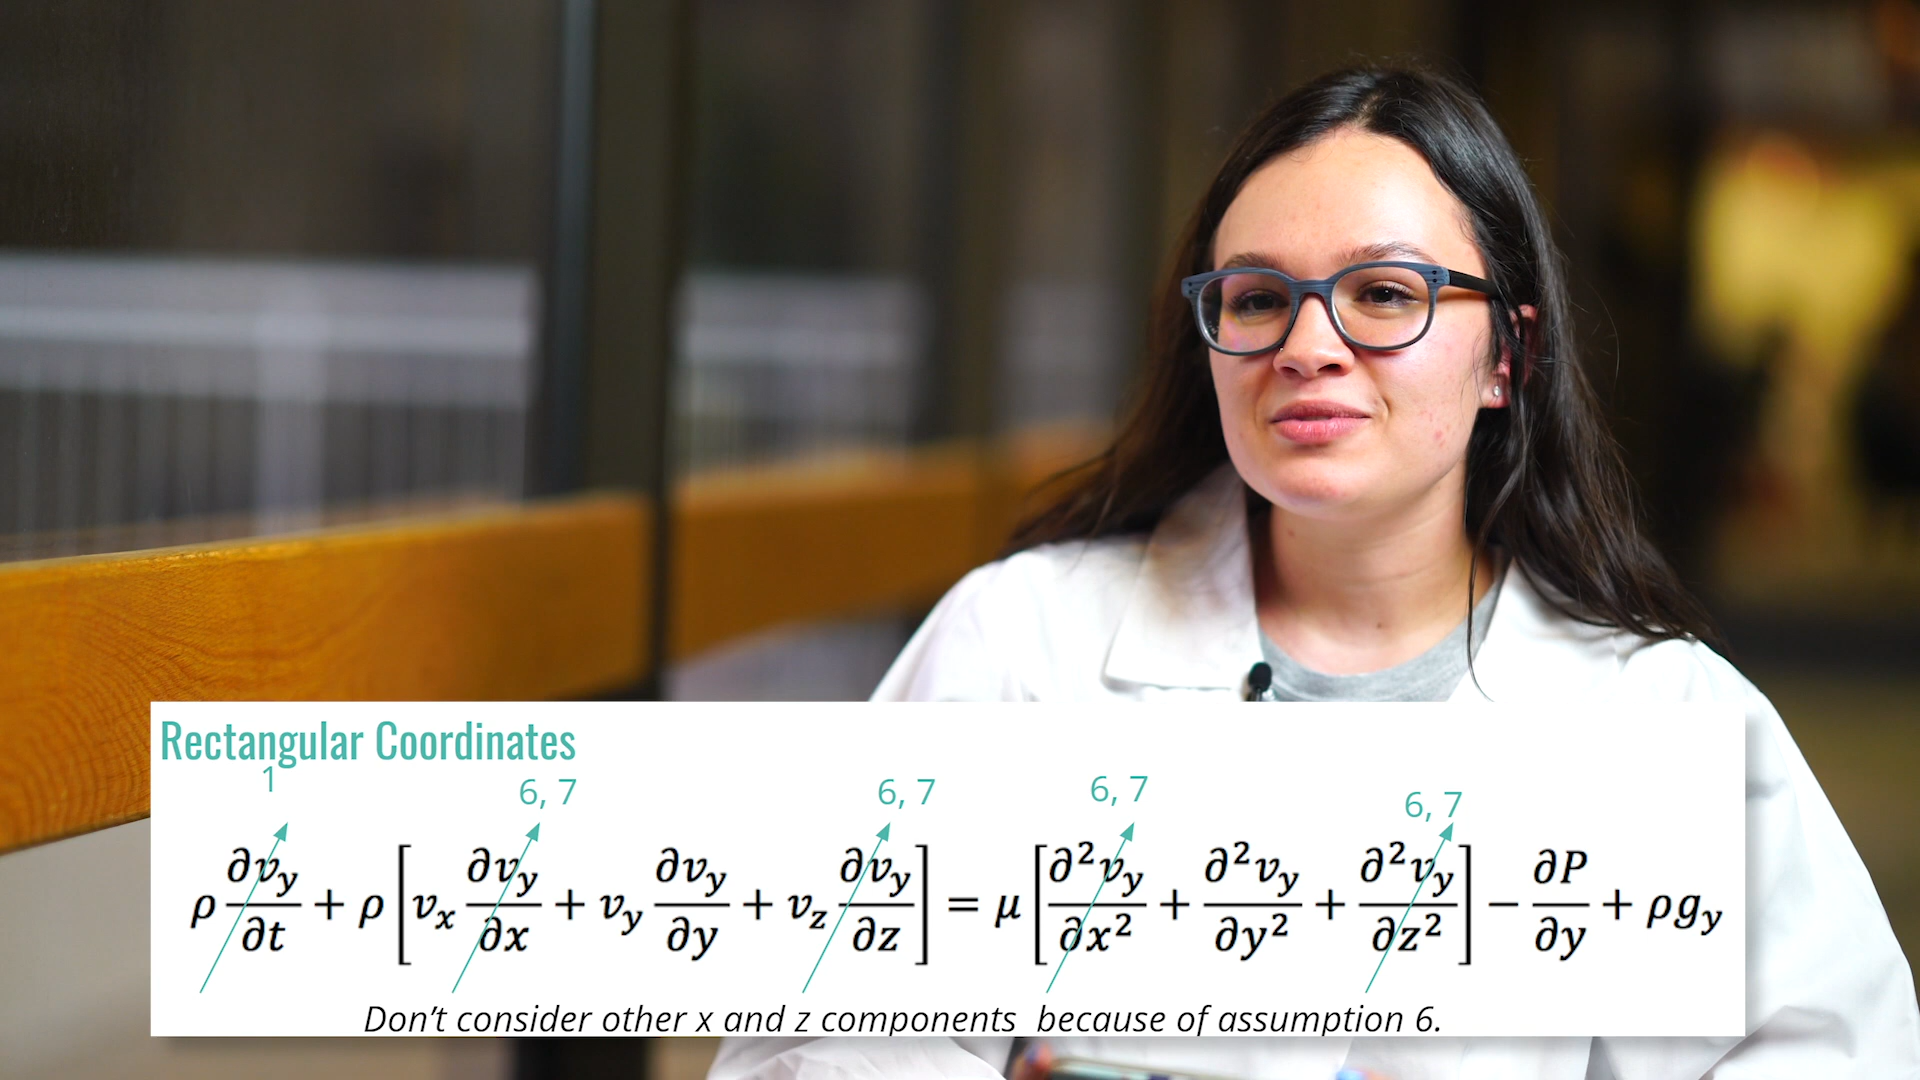 Rectangular Coordinates
1 6, 7 6, 7 6, 7 6, 7
ρ ∂v_y/∂t + ρ [v_x ∂v_y/∂x + v_y ∂v_y/∂y + v_z ∂v_y/∂z] = μ [∂²v_y/∂x² + ∂²v_y/∂y² + ∂²v_y/∂z²] − ∂P/∂y + ρg_y
Don't consider other x and z components because of assumption 6.